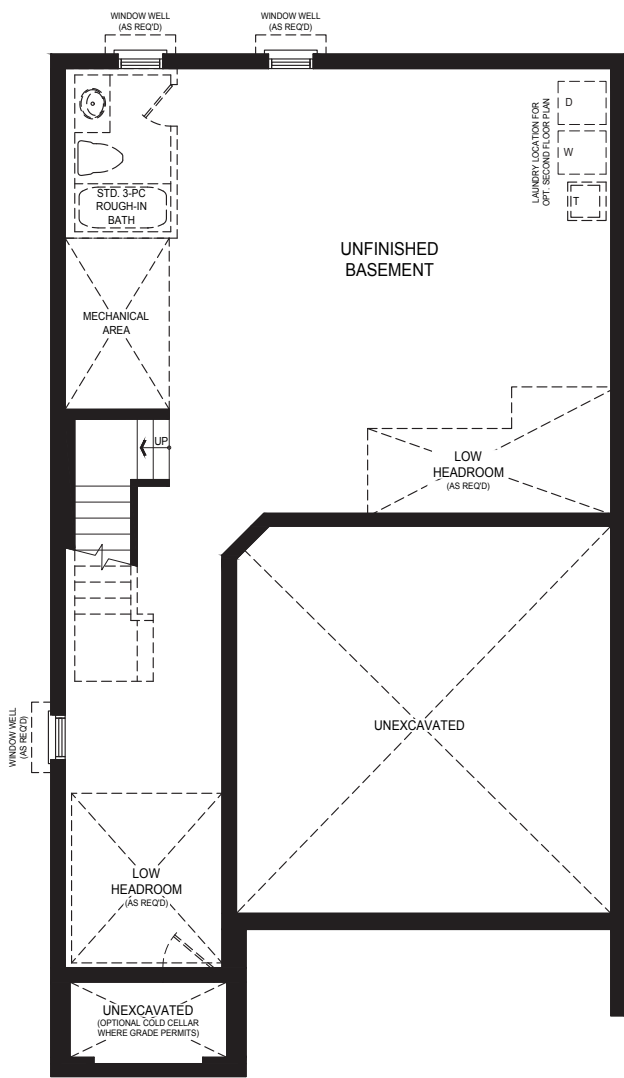 WINDOW WELL
(AS REQ'D)
WINDOW WELL
(AS REQ'D)
LAUNDRY LOCATION FOR
OPT. SECOND FLOOR PLAN
D
W
T
STD. 3-PC
ROUGH-IN
BATH
UNFINISHED
BASEMENT
MECHANICAL
AREA
UP
LOW
HEADROOM
(AS REQ'D)
WINDOW WELL
(AS REQ'D)
UNEXCAVATED
LOW
HEADROOM
(AS REQ'D)
UNEXCAVATED
(OPTIONAL COLD CELLAR
WHERE GRADE PERMITS)